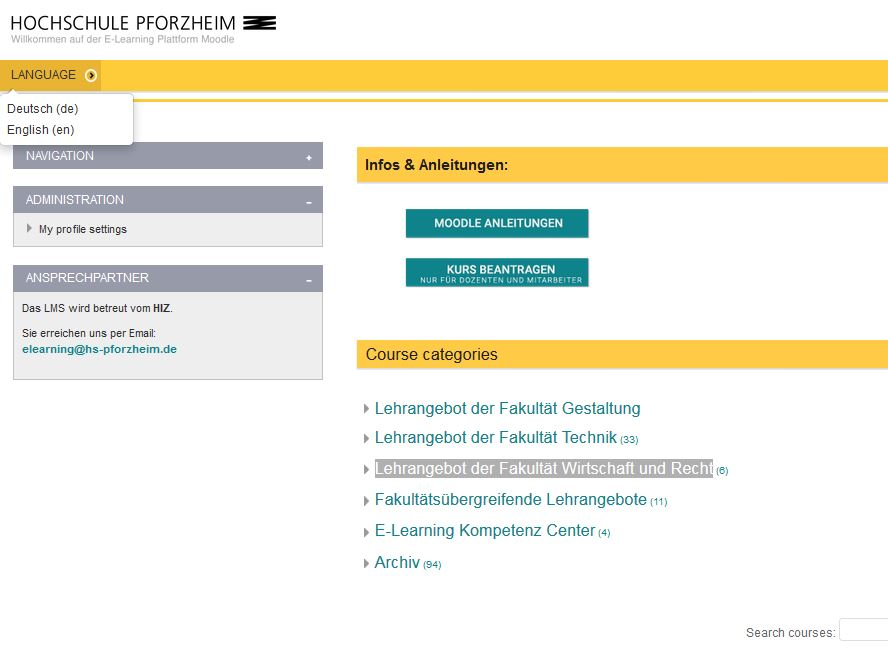 HOCHSCHULE PFORZHEIM
Willkommen auf der E-Learning Plattform Moodle
LANGUAGE
Deutsch (de)
English (en)
NAVIGATION
ADMINISTRATION
My profile settings
ANSPRECHPARTNER
Das LMS wird betreut vom HIZ.
Sie erreichen uns per Email:
elearning@hs-pforzheim.de
Infos & Anleitungen:
MOODLE ANLEITUNGEN
KURS BEANTRAGEN
NUR FÜR DOZENTEN UND MITARBEITER
Course categories
Lehrangebot der Fakultät Gestaltung
Lehrangebot der Fakultät Technik (33)
Lehrangebot der Fakultät Wirtschaft und Recht (6)
Fakultätsübergreifende Lehrangebote (11)
E-Learning Kompetenz Center (4)
Archiv (94)
Search courses: